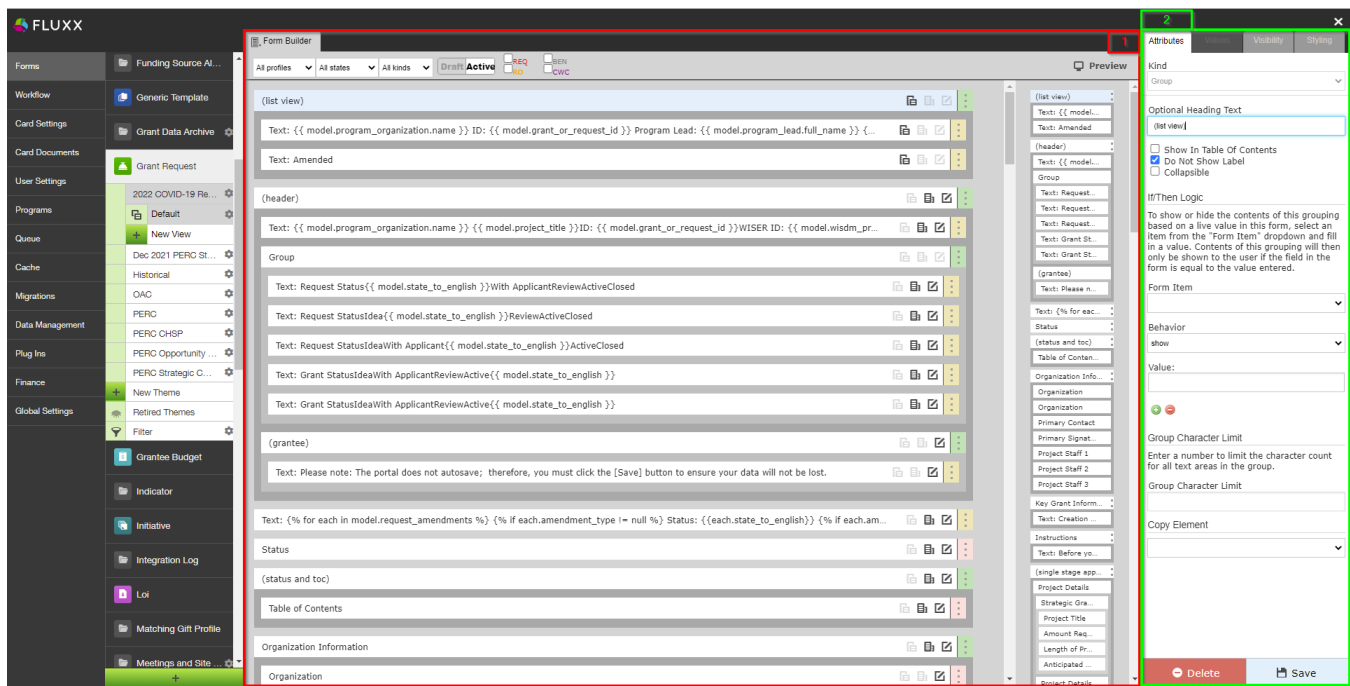 FLUXX
Forms
Workflow
Card Settings
Card Documents
User Settings
Programs
Queue
Cache
Migrations
Data Management
Plug Ins
Finance
Global Settings
Funding Source Al...
Generic Template
Grant Data Archive
Grant Request
2022 COVID-19 Re...
Default
New View
Dec 2021 PERC St...
Historical
OAC
PERC
PERC CHSP
PERC Opportunity ...
PERC Strategic C...
New Theme
Retired Themes
Filter
Grantee Budget
Indicator
Initiative
Integration Log
Loi
Matching Gift Profile
Meetings and Site ...
+
Form Builder
1
All profiles All states All kinds Draft Active REQ RD BEN CWC Preview
(list view)
Text: {{ model.program_organization.name }} ID: {{ model.grant_or_request_id }} Program Lead: {{ model.program_lead.full_name }} {...
Text: Amended
(header)
Text: {{ model.program_organization.name }} {{ model.project_title }}ID: {{ model.grant_or_request_id }}WISER ID: {{ model.wisdm_pr...
Group
Text: Request Status{{ model.state_to_english }}With ApplicantReviewActiveClosed
Text: Request StatusIdea{{ model.state_to_english }}ReviewActiveClosed
Text: Request StatusIdeaWith Applicant{{ model.state_to_english }}ActiveClosed
Text: Grant StatusIdeaWith ApplicantReviewActive{{ model.state_to_english }}
Text: Grant StatusIdeaWith ApplicantReviewActive{{ model.state_to_english }}
(grantee)
Text: Please note: The portal does not autosave; therefore, you must click the [Save] button to ensure your data will not be lost.
Text: {% for each in model.request_amendments %} {% if each.amendment_type != null %} Status: {{each.state_to_english}} {% if each.am...
Status
(status and toc)
Table of Contents
Organization Information
Organization
(list view)
Text: {{ model...
Text: Amended
(header)
Text: {{ model...
Group
Text: Request...
Text: Request...
Text: Request...
Text: Grant St...
Text: Grant St...
(grantee)
Text: Please n...
Text: {% for eac...
Status
(status and toc)
Table of Conten...
Organization Info...
Organization
Organization
Primary Contact
Primary Signat...
Project Staff 1
Project Staff 2
Project Staff 3
Key Grant Inform...
Text: Creation ...
Instructions
Text: Before yo...
(single stage app...
Project Details
Strategic Gra...
Project Title
Amount Req...
Length of Pr...
Anticipated ...
Project Details
2
Attributes Values Visibility Styling
Kind
Group
Optional Heading Text
(list view)
Show In Table Of Contents
Do Not Show Label
Collapsible
If/Then Logic
To show or hide the contents of this grouping
based on a live value in this form, select an
item from the "Form Item" dropdown and fill
in a value. Contents of this grouping will then
only be shown to the user if the field in the
form is equal to the value entered.
Form Item
Behavior
show
Value:
Group Character Limit
Enter a number to limit the character count
for all text areas in the group.
Group Character Limit
Copy Element
Delete Save